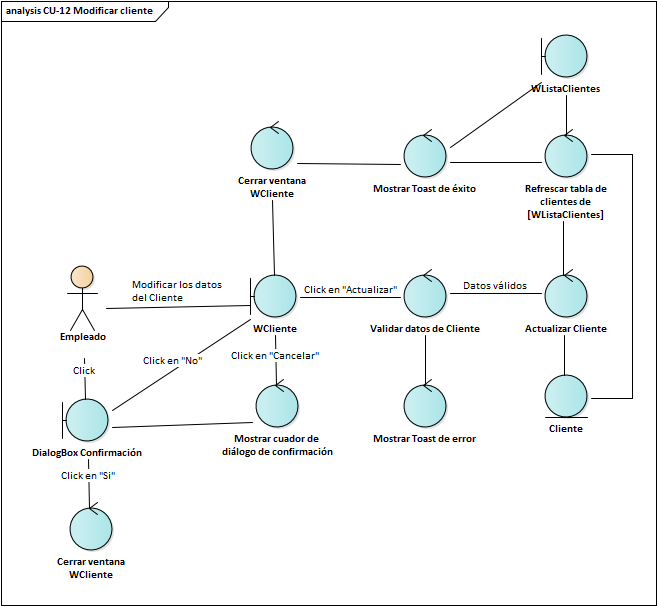 analysis CU-12 Modificar cliente
WListaClientes
Cerrar ventana
WCliente
Mostrar Toast de éxito
Refrescar tabla de
clientes de
[WListaClientes]
Modificar los datos
del Cliente
Click en "Actualizar"
Datos válidos
Empleado
WCliente
Validar datos de Cliente
Actualizar Cliente
Click en "No"
Click en "Cancelar"
Click
DialogBox Confirmación
Mostrar cuador de
diálogo de confirmación
Mostrar Toast de error
Cliente
Click en "Si"
Cerrar ventana
WCliente